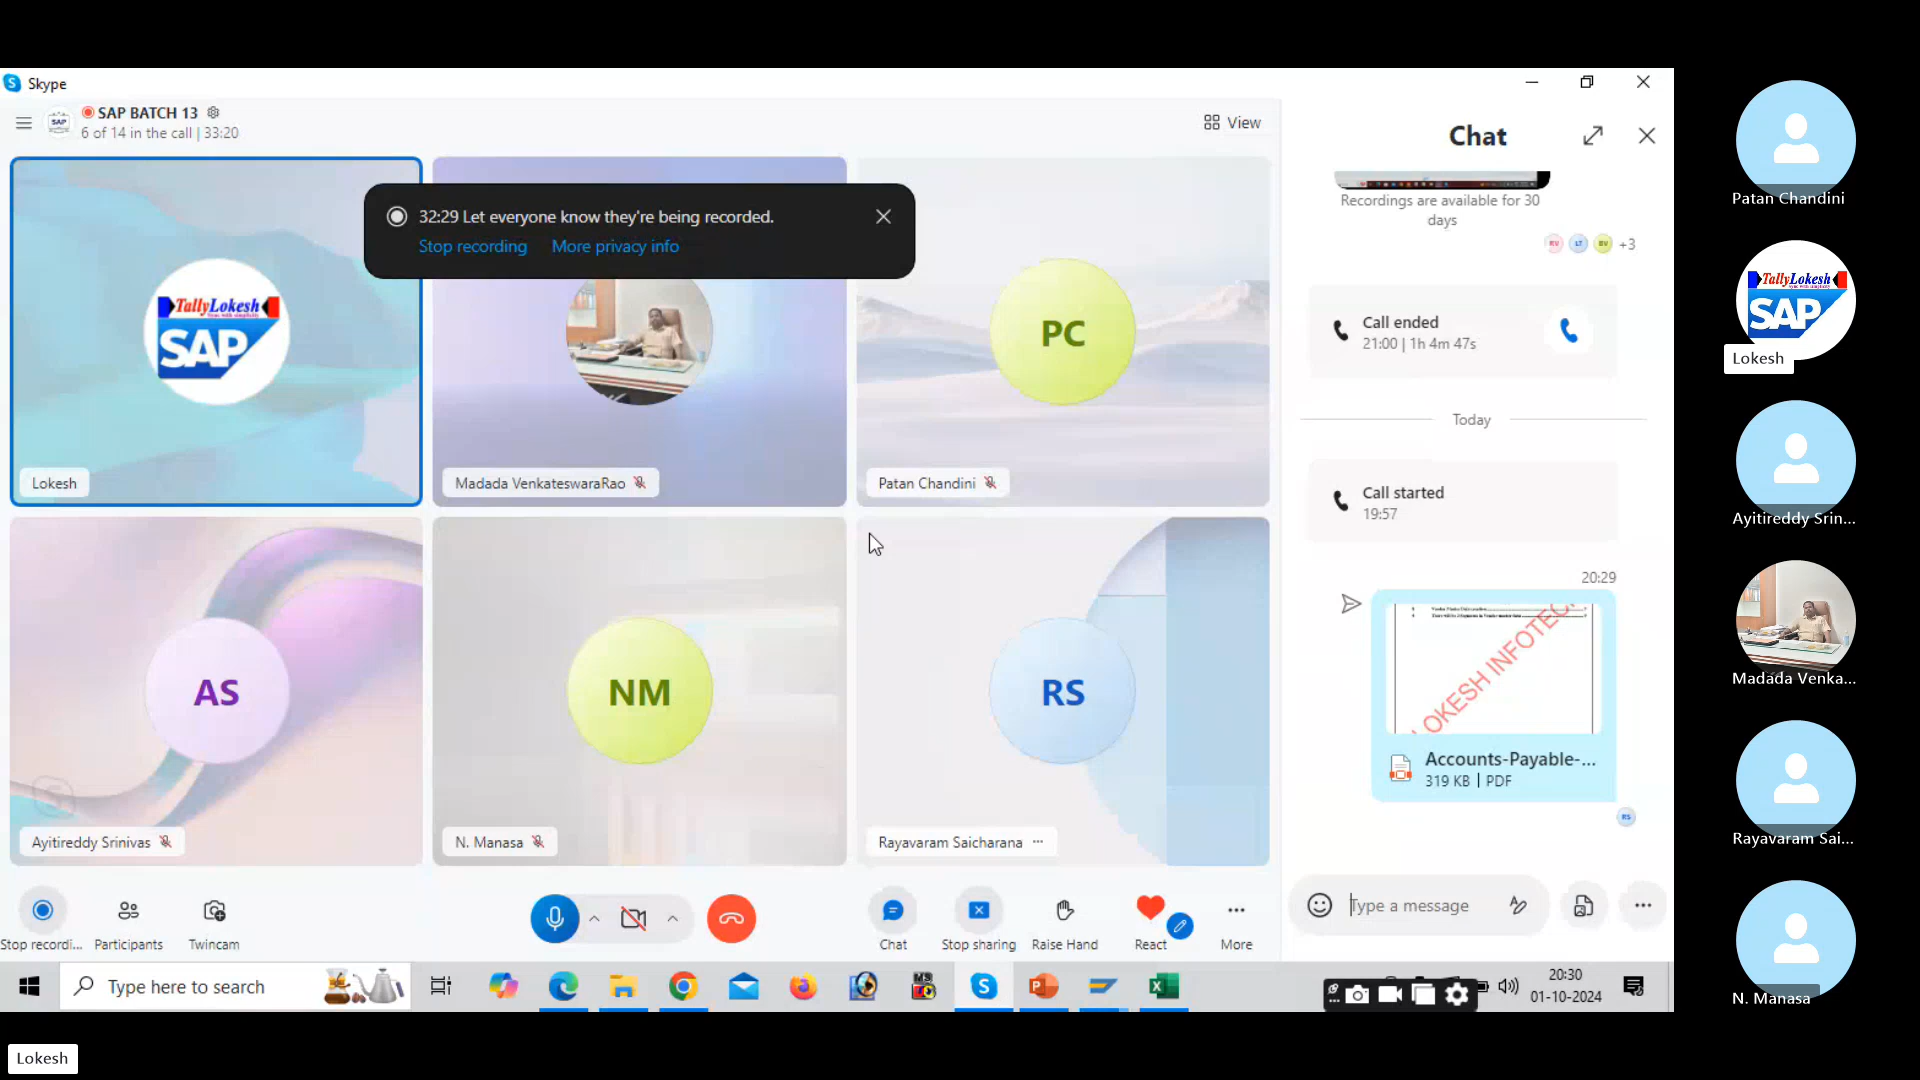 Skype
SAP BATCH 13
6 of 14 in the call | 33:20
View
32:29 Let everyone know they're being recorded.
Stop recording More privacy info
TallyLokesh
SAP
Lokesh
Madada VenkateswaraRao
PC
Patan Chandini
AS
Ayitireddy Srinivas
NM
N. Manasa
RS
Rayavaram Saicharana
Stop recordi...
Participants
Twincam
Chat
Stop sharing
Raise Hand
React
More
Chat
Recordings are available for 30
days
RV LT BV +3
Call ended
21:00 | 1h 4m 47s
Today
Call started
19:57
20:29
LOKESH INFOTEC
Accounts-Payable-...
319 KB | PDF
RS
Type a message
Type here to search
20:30
01-10-2024
Patan Chandini
TallyLokesh
SAP
Lokesh
Ayitireddy Srin...
Madada Venka...
Rayavaram Sai...
N. Manasa
Lokesh